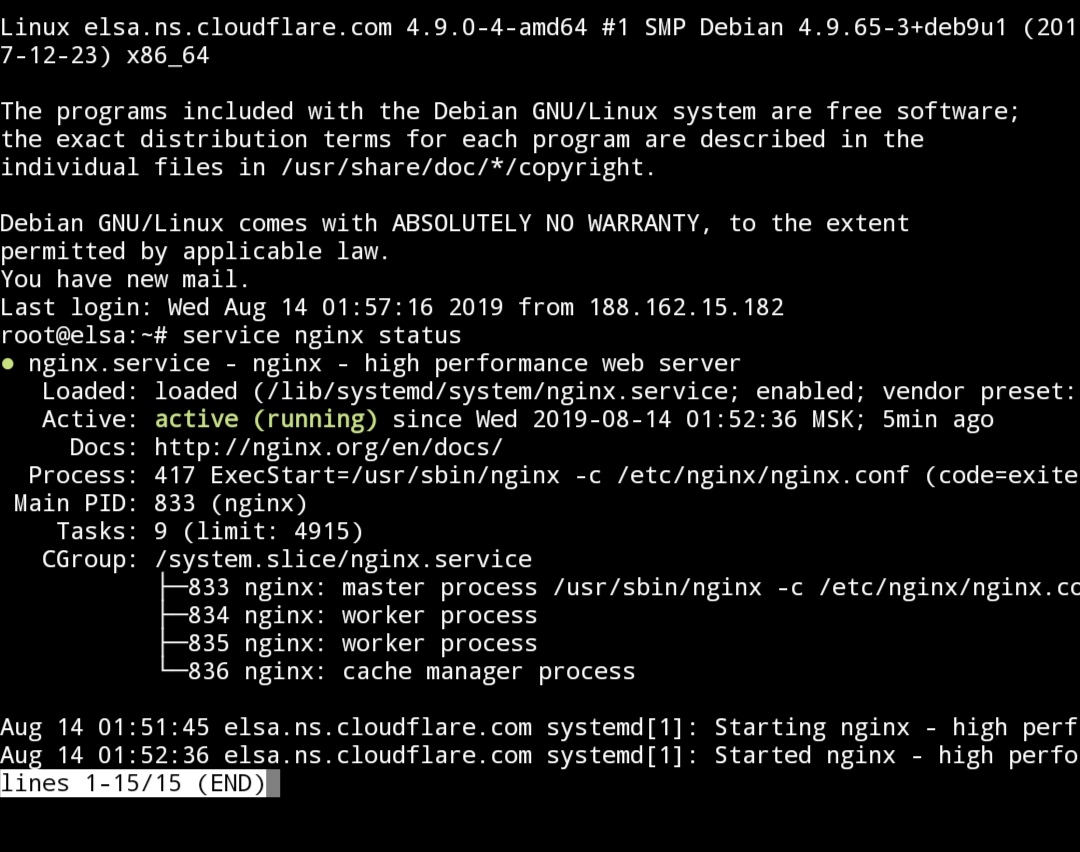 Linux elsa.ns.cloudflare.com 4.9.0-4-amd64 #1 SMP Debian 4.9.65-3+deb9u1 (201
7-12-23) x86_64
The programs included with the Debian GNU/Linux system are free software;
the exact distribution terms for each program are described in the
individual files in /usr/share/doc/*/copyright.
Debian GNU/Linux comes with ABSOLUTELY NO WARRANTY, to the extent
permitted by applicable law.
You have new mail.
Last login: Wed Aug 14 01:57:16 2019 from 188.162.15.182
root@elsa:~# service nginx status
● nginx.service - nginx - high performance web server
Loaded: loaded (/lib/systemd/system/nginx.service; enabled; vendor preset:
Active: active (running) since Wed 2019-08-14 01:52:36 MSK; 5min ago
Docs: http://nginx.org/en/docs/
Process: 417 ExecStart=/usr/sbin/nginx -c /etc/nginx/nginx.conf (code=exite
Main PID: 833 (nginx)
Tasks: 9 (limit: 4915)
CGroup: /system.slice/nginx.service
├─833 nginx: master process /usr/sbin/nginx -c /etc/nginx/nginx.co
├─834 nginx: worker process
├─835 nginx: worker process
└─836 nginx: cache manager process
Aug 14 01:51:45 elsa.ns.cloudflare.com systemd[1]: Starting nginx - high perf
Aug 14 01:52:36 elsa.ns.cloudflare.com systemd[1]: Started nginx - high perfo
lines 1-15/15 (END)